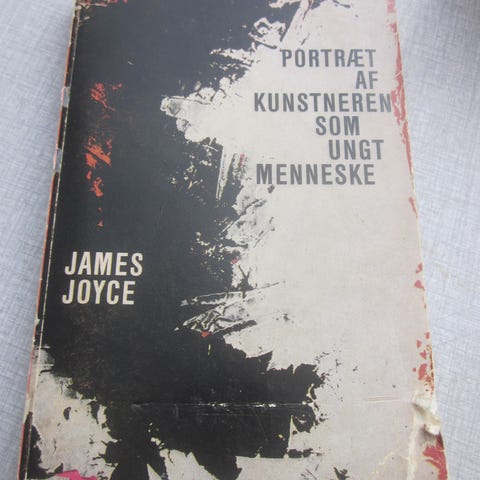 PORTRÆT
AF
KUNSTNEREN
SOM
UNGT
MENNESKE
JAMES
JOYCE